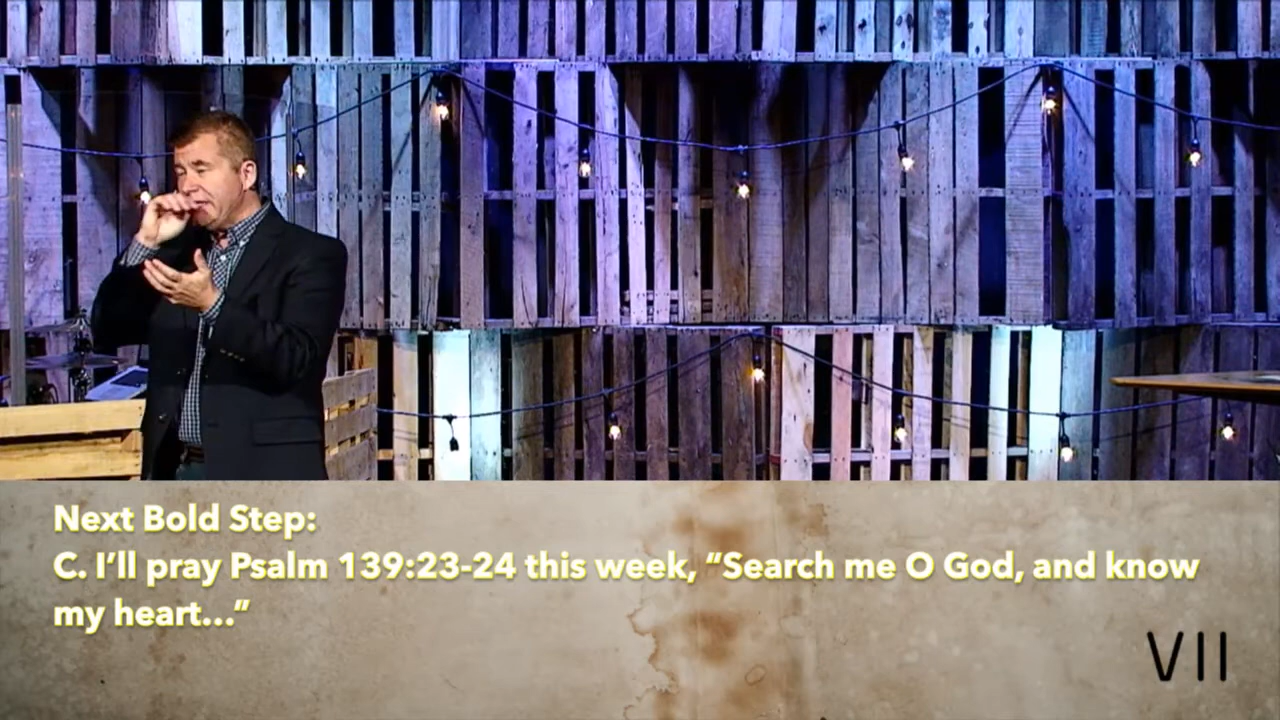 Next Bold Step:
C. I’ll pray Psalm 139:23-24 this week, “Search me O God, and know
my heart...”
VII